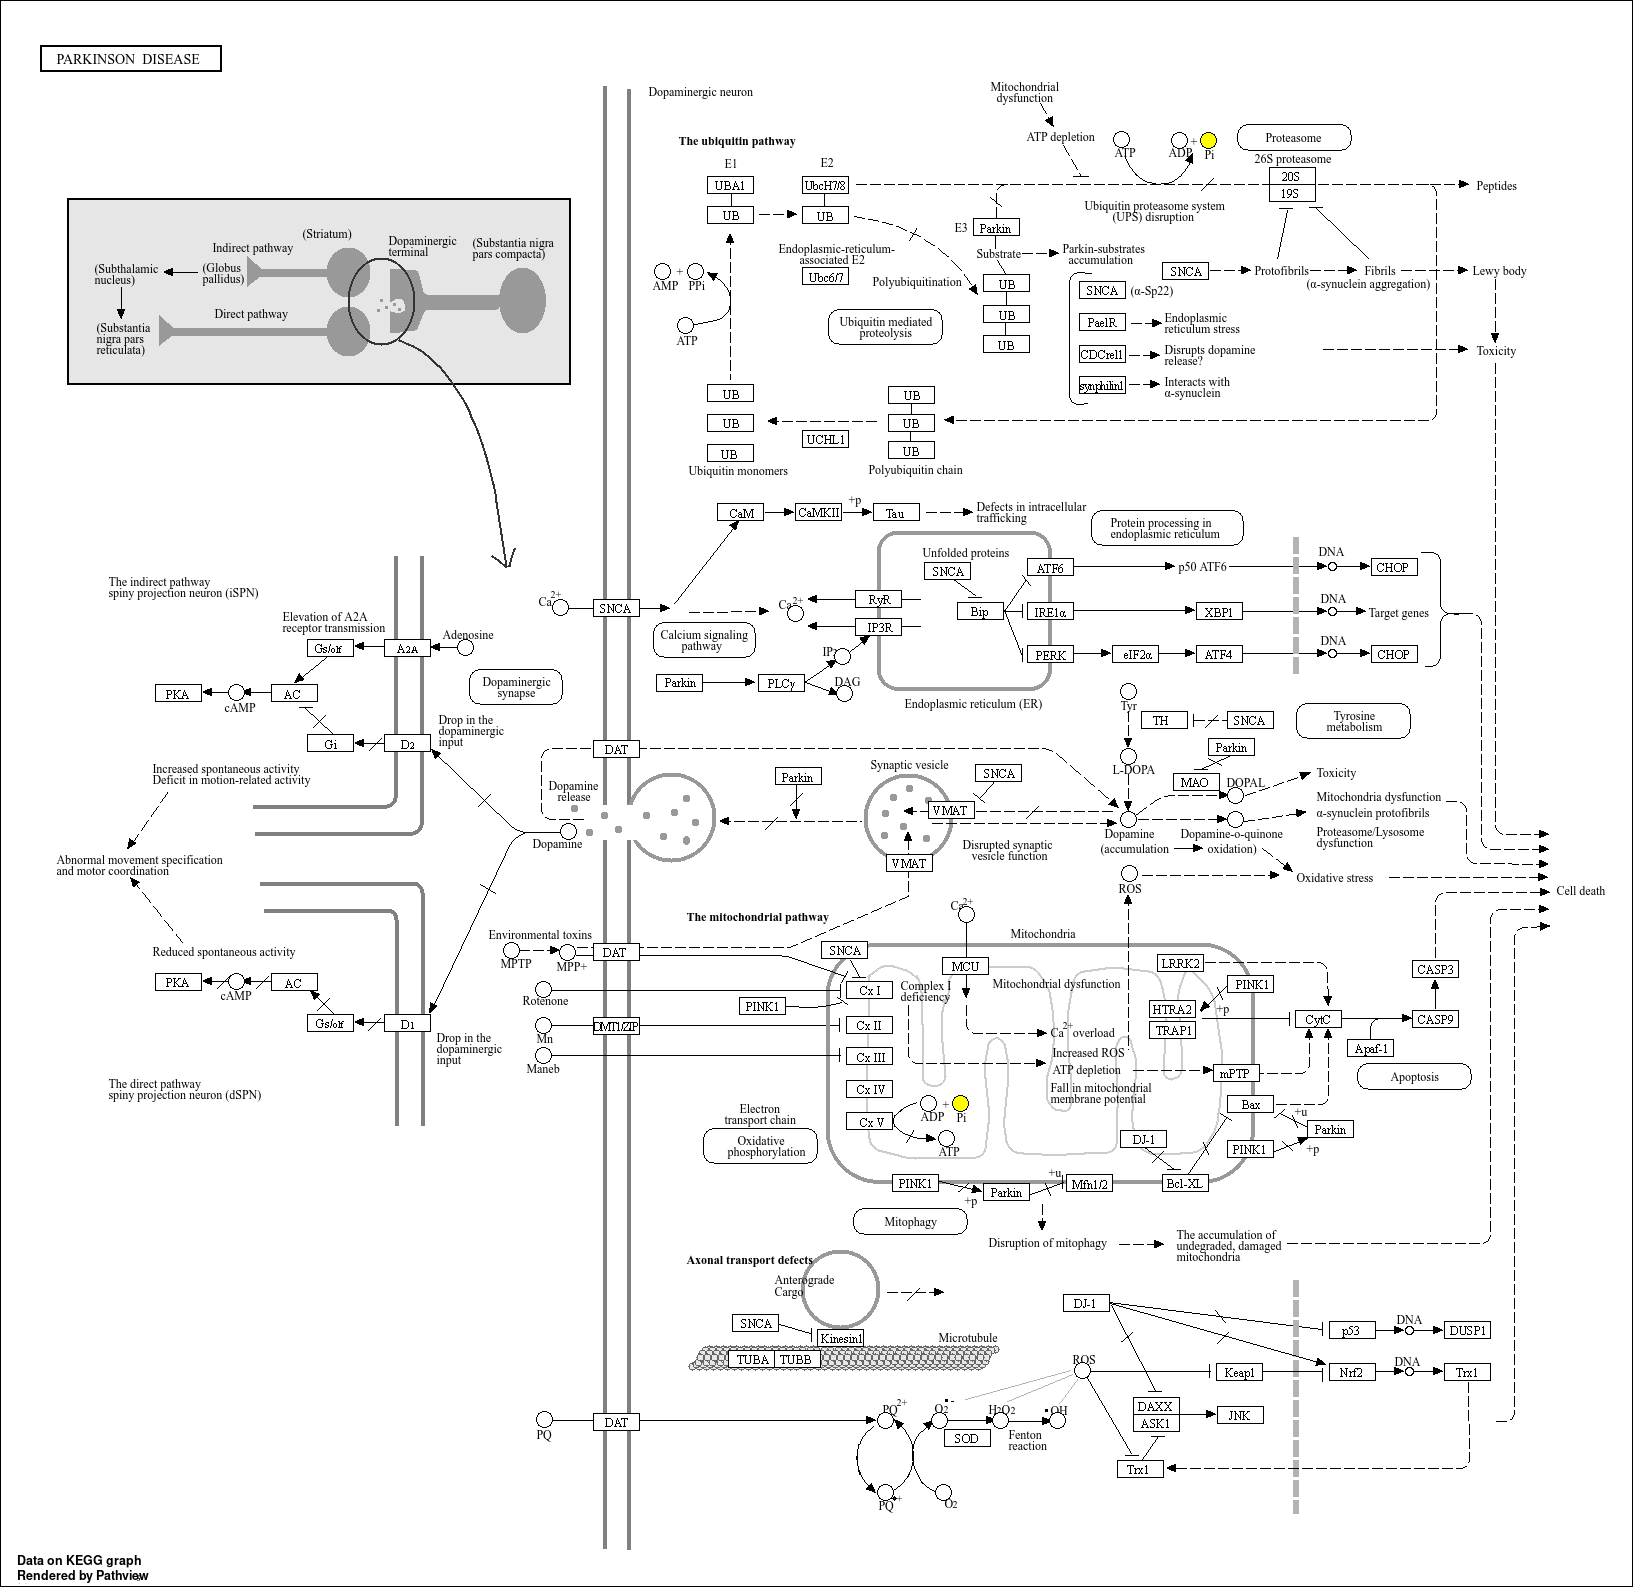 PARKINSON DISEASE
Dopaminergic neuron
Mitochondrial
dysfunction
ATP depletion
ATP
ADP
+
Pi
Proteasome
The ubiquitin pathway
E1
E2
26S proteasome
UBA1
UbcH7/8
20S
19S
Peptides
UB
UB
Ubiquitin proteasome system
(UPS) disruption
E3
Parkin
Endoplasmic-reticulum-
associated E2
Ubc6/7
Substrate
Parkin-substrates
accumulation
AMP
+
PPi
Polyubiquitination
UB
UB
UB
SNCA
Protofibrils
Fibrils
Lewy body
(α-synuclein aggregation)
SNCA
(α-Sp22)
ATP
Ubiquitin mediated
proteolysis
PaelR
Endoplasmic
reticulum stress
CDCrel1
Disrupts dopamine
release?
Toxicity
synphilin1
Interacts with
α-synuclein
UB
UB
UB
UB
UB
UB
UCHL1
Ubiquitin monomers
Polyubiquitin chain
(Striatum)
Indirect pathway
Dopaminergic
terminal
(Substantia nigra
pars compacta)
(Subthalamic
nucleus)
(Globus
pallidus)
Direct pathway
(Substantia
nigra pars
reticulata)
CaM
CaMKII
+p
Tau
Defects in intracellular
trafficking
Protein processing in
endoplasmic reticulum
Unfolded proteins
SNCA
ATF6
p50 ATF6
DNA
CHOP
Ca2+
SNCA
Ca2+
RyR
Bip
IRE1α
XBP1
DNA
Target genes
Calcium signaling
pathway
IP3R
IP3
PERK
eIF2α
ATF4
DNA
CHOP
Parkin
PLCγ
DAG
Endoplasmic reticulum (ER)
The indirect pathway
spiny projection neuron (iSPN)
Elevation of A2A
receptor transmission
Gs/olf
A2A
Adenosine
PKA
cAMP
AC
Dopaminergic
synapse
Gi
D2
Drop in the
dopaminergic
input
Increased spontaneous activity
Deficit in motion-related activity
Abnormal movement specification
and motor coordination
Reduced spontaneous activity
PKA
cAMP
AC
Gs/olf
D1
Drop in the
dopaminergic
input
The direct pathway
spiny projection neuron (dSPN)
Tyr
TH
SNCA
Tyrosine
metabolism
DAT
L-DOPA
Parkin
MAO
DOPAL
Toxicity
Synaptic vesicle
Parkin
SNCA
VMAT
VMAT
Dopamine
release
Dopamine
Mitochondria dysfunction
α-synuclein protofibrils
Proteasome/Lysosome
dysfunction
Dopamine
(accumulation
Dopamine-o-quinone
oxidation)
Disrupted synaptic
vesicle function
ROS
Oxidative stress
Cell death
The mitochondrial pathway
Ca2+
Environmental toxins
MPTP
MPP+
DAT
SNCA
Mitochondria
MCU
LRRK2
CASP3
Rotenone
PINK1
Cx I
Complex I
deficiency
Mitochondrial dysfunction
PINK1
HTRA2
+p
TRAP1
CytC
CASP9
Mn
DMT1/ZIP
Cx II
Ca2+ overload
Apaf-1
Maneb
Cx III
Increased ROS
ATP depletion
mPTP
Apoptosis
Cx IV
Fall in mitochondrial
membrane potential
Electron
transport chain
Cx V
ADP
+
Pi
ATP
Bax
+u
Parkin
PINK1
+p
DJ-1
Oxidative
phosphorylation
PINK1
+p
Parkin
+u
Mfn1/2
Bcl-XL
Mitophagy
Disruption of mitophagy
The accumulation of
undegraded, damaged
mitochondria
Axonal transport defects
Anterograde
Cargo
SNCA
Kinesin1
Microtubule
TUBA
TUBB
DJ-1
p53
DNA
DUSP1
ROS
Keap1
Nrf2
DNA
Trx1
PQ
DAT
PQ2+
O2•-
H2O2
•OH
SOD
Fenton
reaction
DAXX
ASK1
JNK
Trx1
PQ•+
O2
Data on KEGG graph
Rendered by Pathview